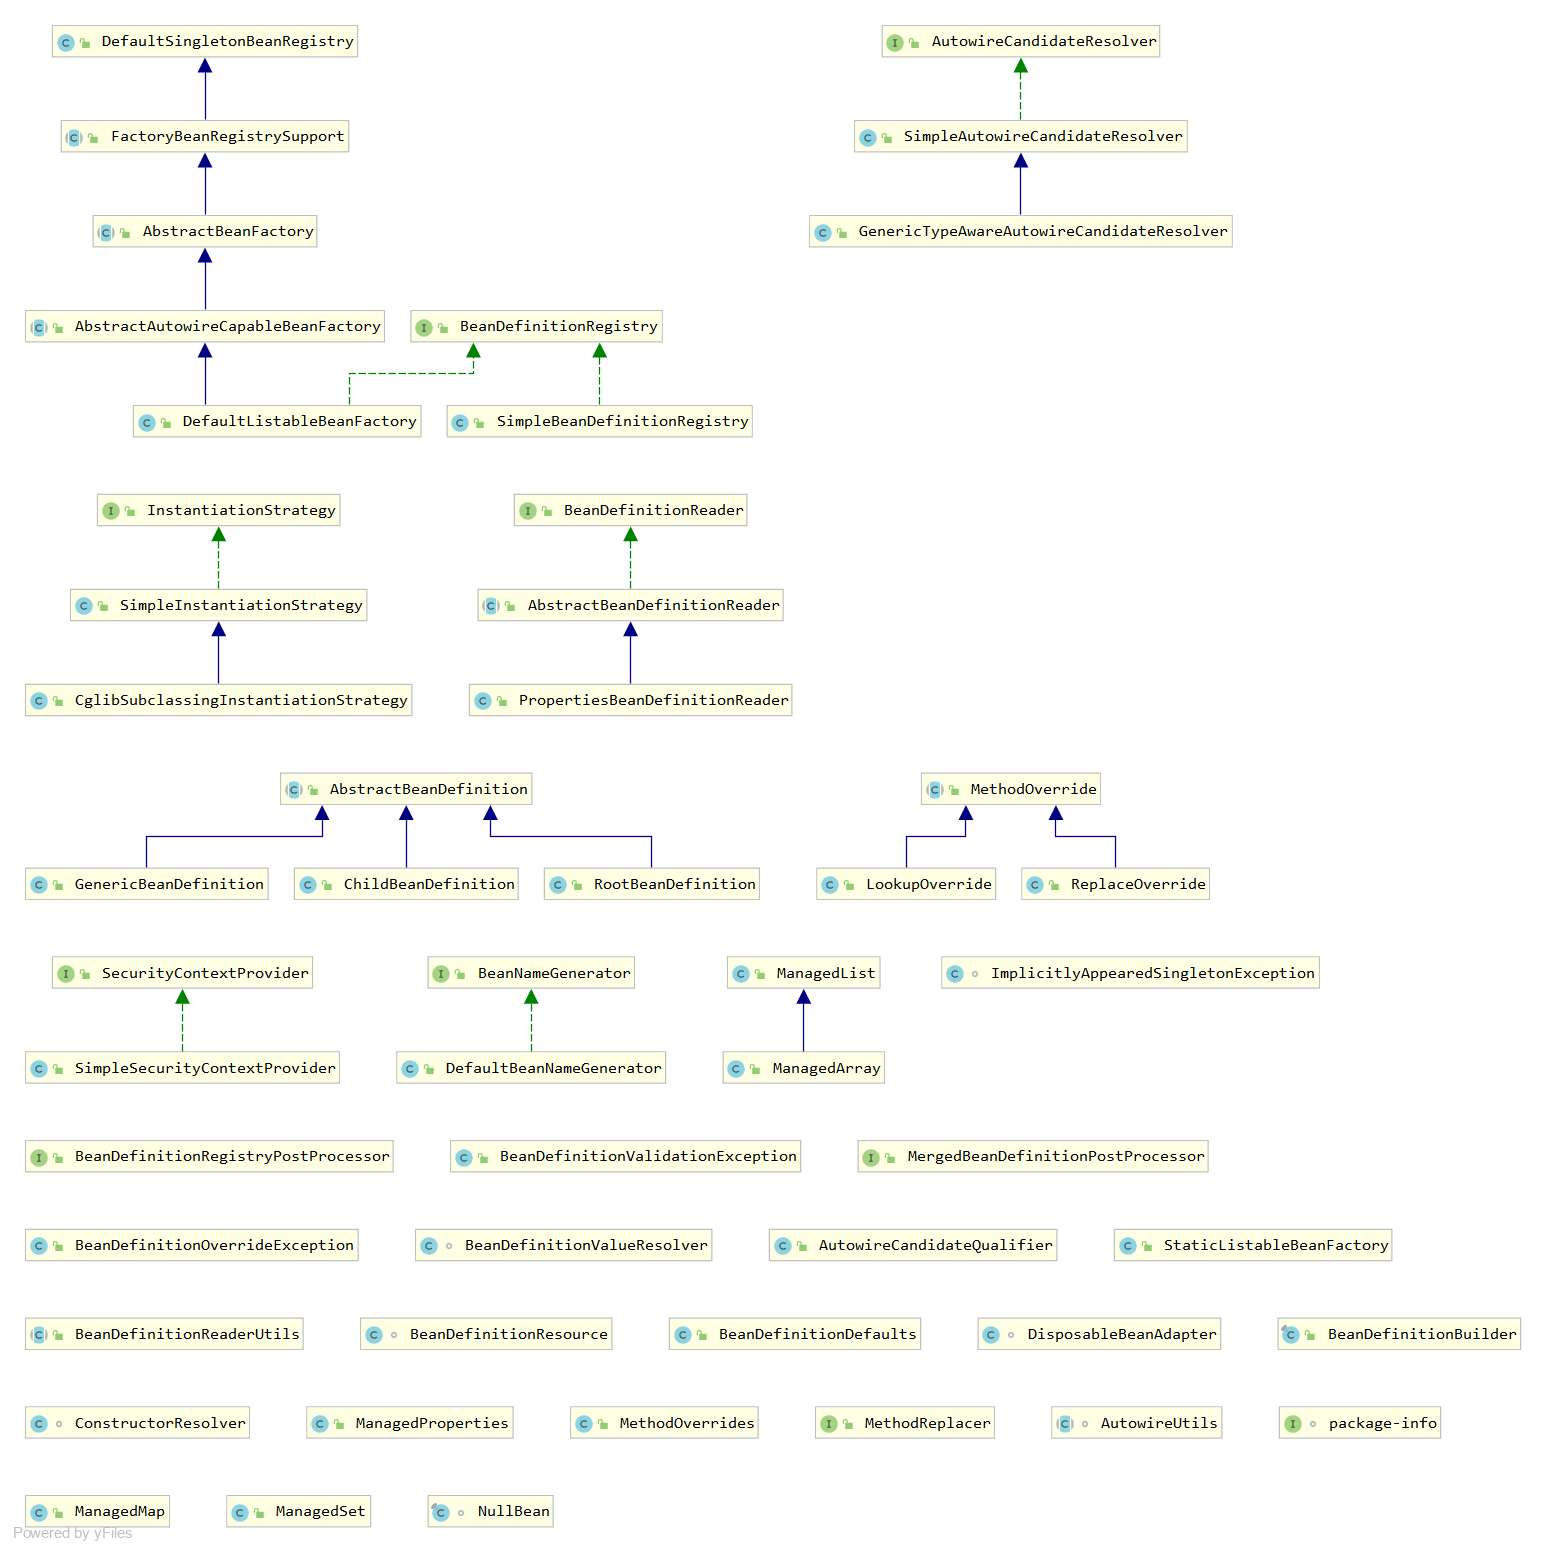 DefaultSingletonBeanRegistry
AutowireCandidateResolver
FactoryBeanRegistrySupport
SimpleAutowireCandidateResolver
AbstractBeanFactory
GenericTypeAwareAutowireCandidateResolver
AbstractAutowireCapableBeanFactory
BeanDefinitionRegistry
DefaultListableBeanFactory
SimpleBeanDefinitionRegistry
InstantiationStrategy
BeanDefinitionReader
SimpleInstantiationStrategy
AbstractBeanDefinitionReader
CglibSubclassingInstantiationStrategy
PropertiesBeanDefinitionReader
AbstractBeanDefinition
MethodOverride
GenericBeanDefinition
ChildBeanDefinition
RootBeanDefinition
LookupOverride
ReplaceOverride
SecurityContextProvider
BeanNameGenerator
ManagedList
ImplicitlyAppearedSingletonException
SimpleSecurityContextProvider
DefaultBeanNameGenerator
ManagedArray
BeanDefinitionRegistryPostProcessor
BeanDefinitionValidationException
MergedBeanDefinitionPostProcessor
BeanDefinitionOverrideException
BeanDefinitionValueResolver
AutowireCandidateQualifier
StaticListableBeanFactory
BeanDefinitionReaderUtils
BeanDefinitionResource
BeanDefinitionDefaults
DisposableBeanAdapter
BeanDefinitionBuilder
ConstructorResolver
ManagedProperties
MethodOverrides
MethodReplacer
AutowireUtils
package-info
ManagedMap
ManagedSet
NullBean
Powered by yFiles